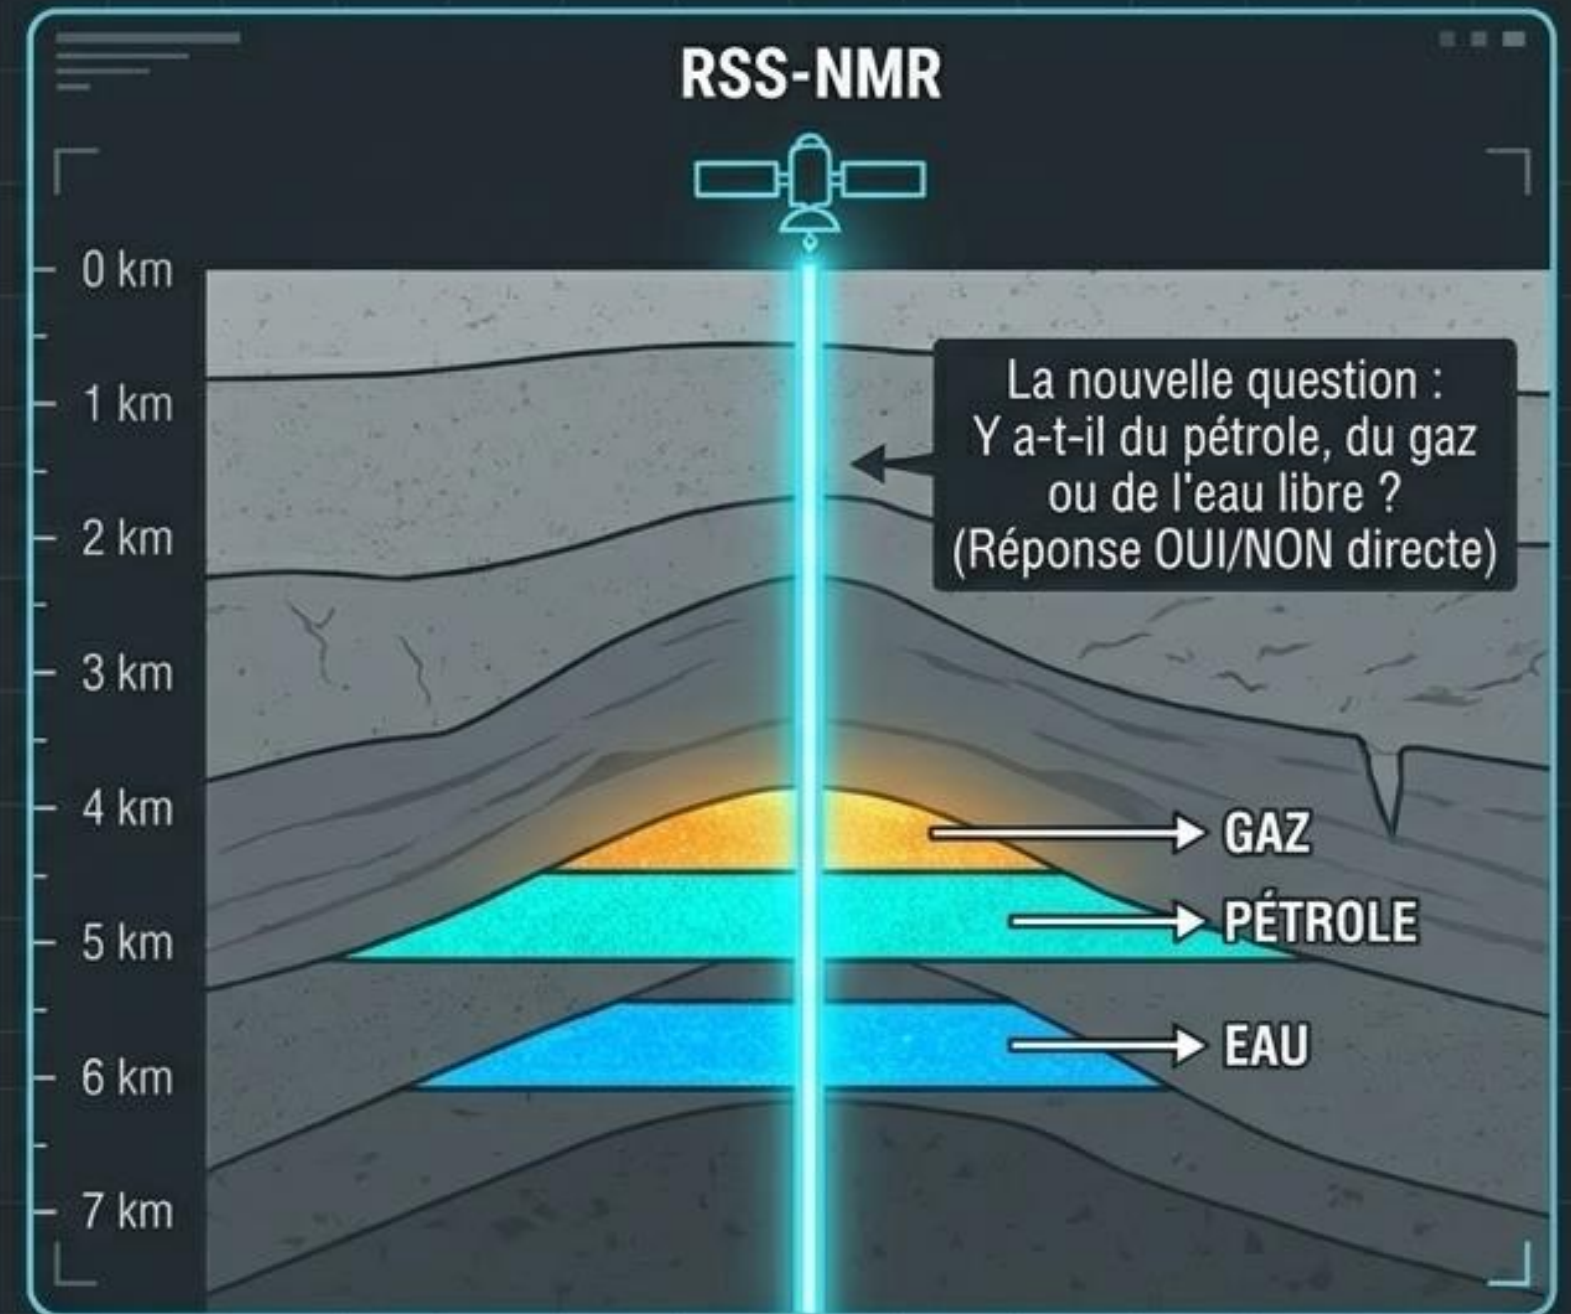 RSS-NMR
0 km
1 km
La nouvelle question :
Y a-t-il du pétrole, du gaz
ou de l'eau libre ?
(Réponse OUI/NON directe)
2 km
3 km
4 km
GAZ
PÉTROLE
5 km
EAU
6 km
7 km